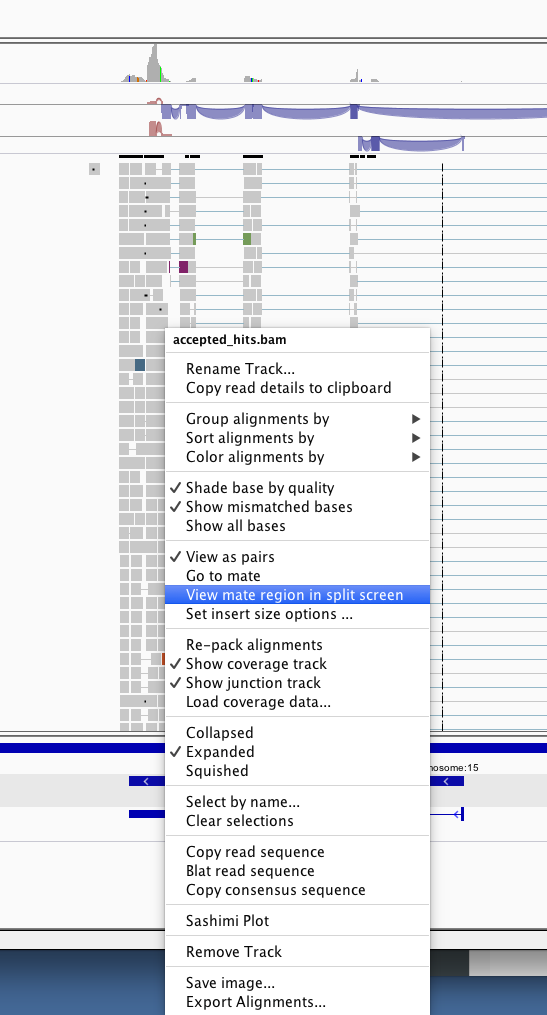 accepted_hits.bam
Rename Track...
Copy read details to clipboard
Group alignments by
Sort alignments by
Color alignments by
Shade base by quality
Show mismatched bases
Show all bases
View as pairs
Go to mate
View mate region in split screen
Set insert size options ...
Re-pack alignments
Show coverage track
Show junction track
Load coverage data...
Collapsed
Expanded
Squished
nosome:15
Select by name...
Clear selections
Copy read sequence
Blat read sequence
Copy consensus sequence
Sashimi Plot
Remove Track
Save image...
Export Alignments...